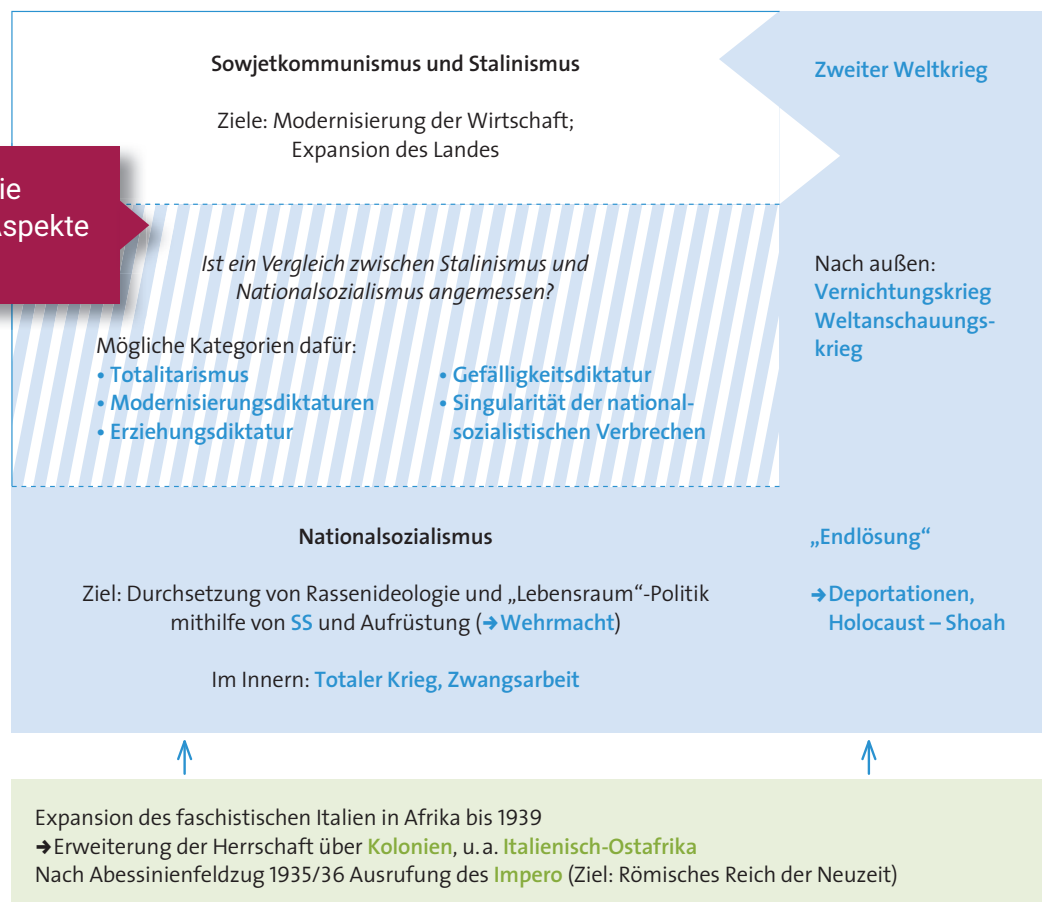 Sowjetkommunismus und Stalinismus
Ziele: Modernisierung der Wirtschaft;
Expansion des Landes
Zweiter Weltkrieg
ie
spekte
Ist ein Vergleich zwischen Stalinismus und
Nationalsozialismus angemessen?
Mögliche Kategorien dafür:
• Totalitarismus
• Modernisierungsdiktaturen
• Erziehungsdiktatur
• Gefälligkeitsdiktatur
• Singularität der national-
sozialistischen Verbrechen
Nach außen:
Vernichtungskrieg
Weltanschauungs-
krieg
Nationalsozialismus
Ziel: Durchsetzung von Rassenideologie und „Lebensraum“-Politik
mithilfe von SS und Aufrüstung (➔Wehrmacht)
Im Innern: Totaler Krieg, Zwangsarbeit
„Endlösung“
➔Deportationen,
Holocaust – Shoah
Expansion des faschistischen Italien in Afrika bis 1939
➔Erweiterung der Herrschaft über Kolonien, u. a. Italienisch-Ostafrika
Nach Abessinienfeldzug 1935/36 Ausrufung des Impero (Ziel: Römisches Reich der Neuzeit)